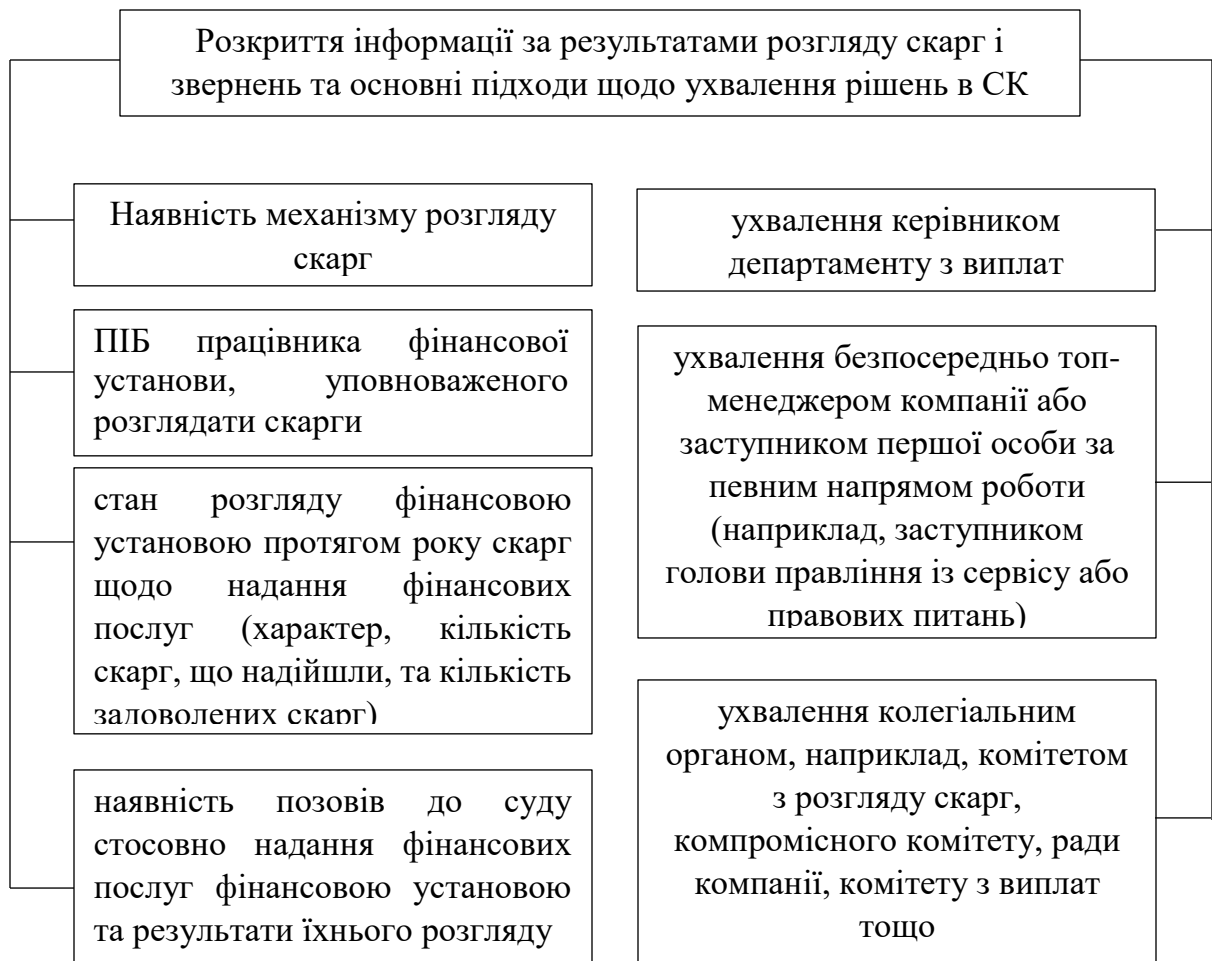 Розкриття інформації за результатами розгляду скарг і
звернень та основні підходи щодо ухвалення рішень в СК
Наявність механізму розгляду
скарг
ПІБ працівника фінансової
установи, уповноваженого
розглядати скарги
стан розгляду фінансовою
установою протягом року скарг
щодо надання фінансових
послуг (характер, кількість
скарг, що надійшли, та кількість
задоволених скарг)
наявність позовів до суду
стосовно надання фінансових
послуг фінансовою установою
та результати їхнього розгляду
ухвалення керівником
департаменту з виплат
ухвалення безпосередньо топ-
менеджером компанії або
заступником першої особи за
певним напрямом роботи
(наприклад, заступником
голови правління із сервісу або
правових питань)
ухвалення колегіальним
органом, наприклад, комітетом
з розгляду скарг,
компромісного комітету, ради
компанії, комітету з виплат
тощо